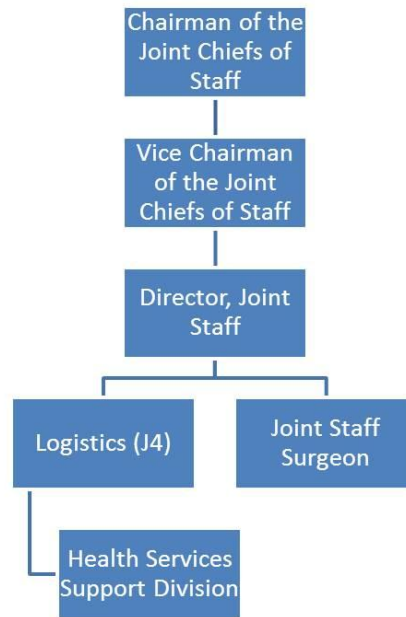 Chairman of the
Joint Chiefs of
Staff
Vice Chairman
of the Joint
Chiefs of Staff
Director, Joint
Staff
Logistics (J4)
Joint Staff
Surgeon
Health Services
Support Division